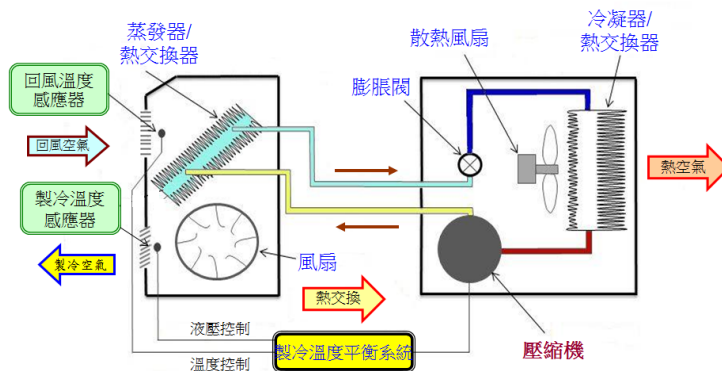 蒸發器/
熱交換器
回風溫度
感應器
回風空氣
製冷溫度
感應器
製冷空氣
風扇
熱交換
液壓控制
溫度控制
製冷溫度平衡系統
膨脹閥
散熱風扇
冷凝器/
熱交換器
熱空氣
壓縮機